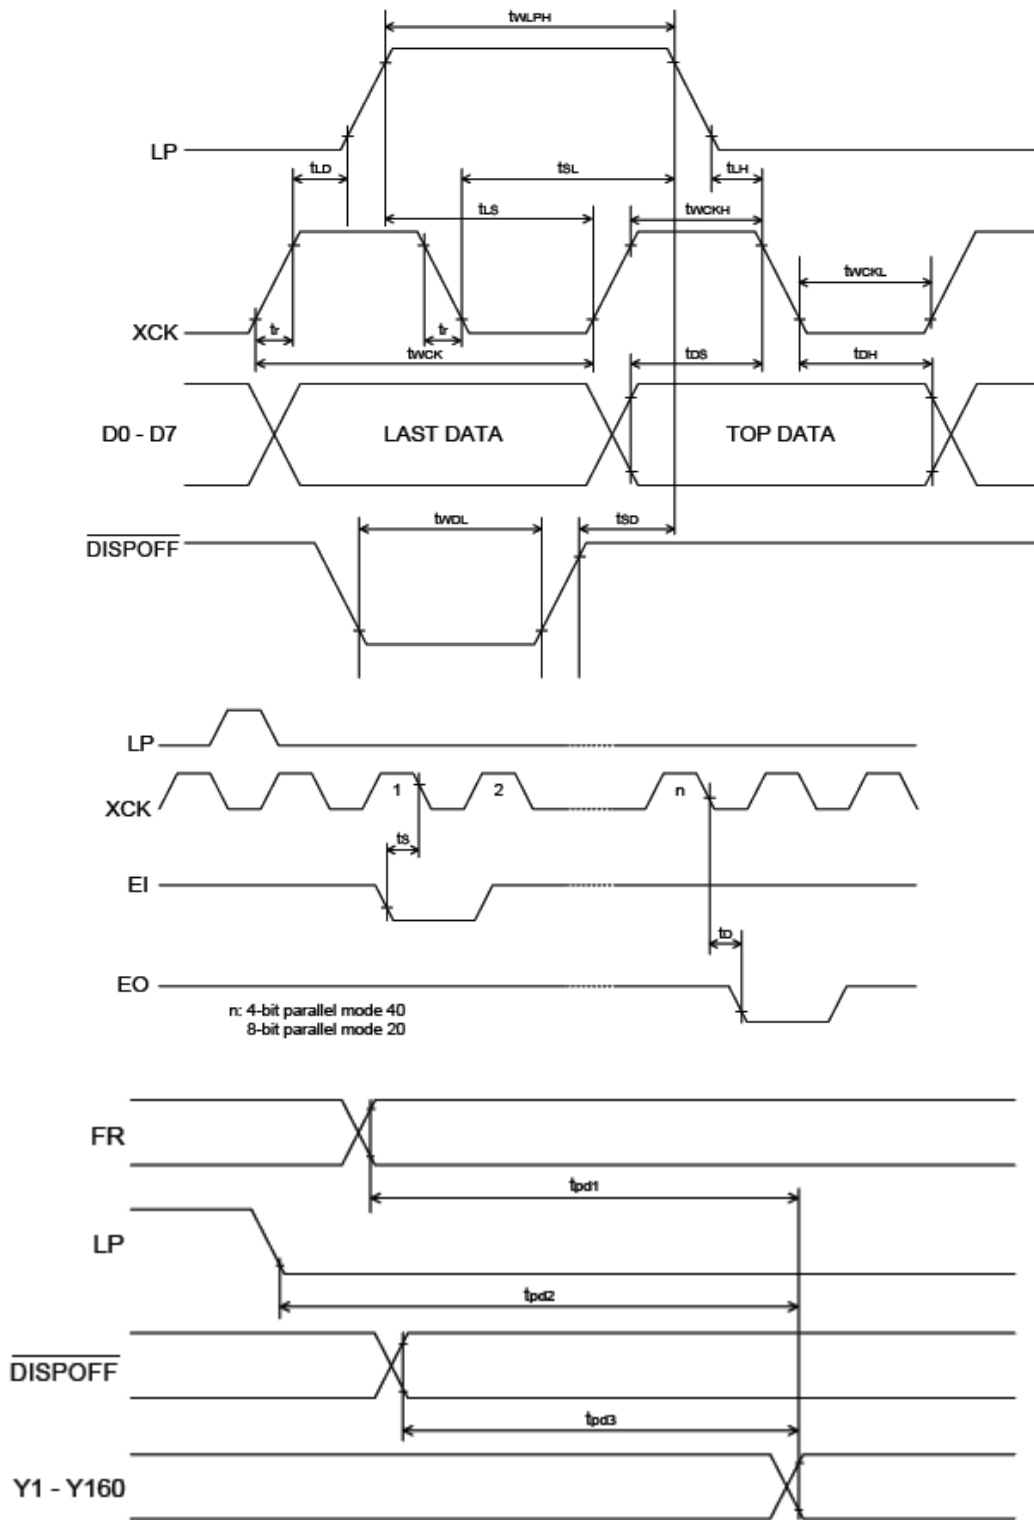 tWLPH
LP
tLD
tSL
tLH
tLS
tWCKH
tWCKL
XCK
tr
tr
tWCK
tDS
tDH
D0 - D7
LAST DATA
TOP DATA
tWDL
tSD
DISPOFF
LP
XCK
1
2
n
tS
EI
tD
EO
n: 4-bit parallel mode 40
8-bit parallel mode 20
FR
tpd1
LP
tpd2
DISPOFF
tpd3
Y1 - Y160